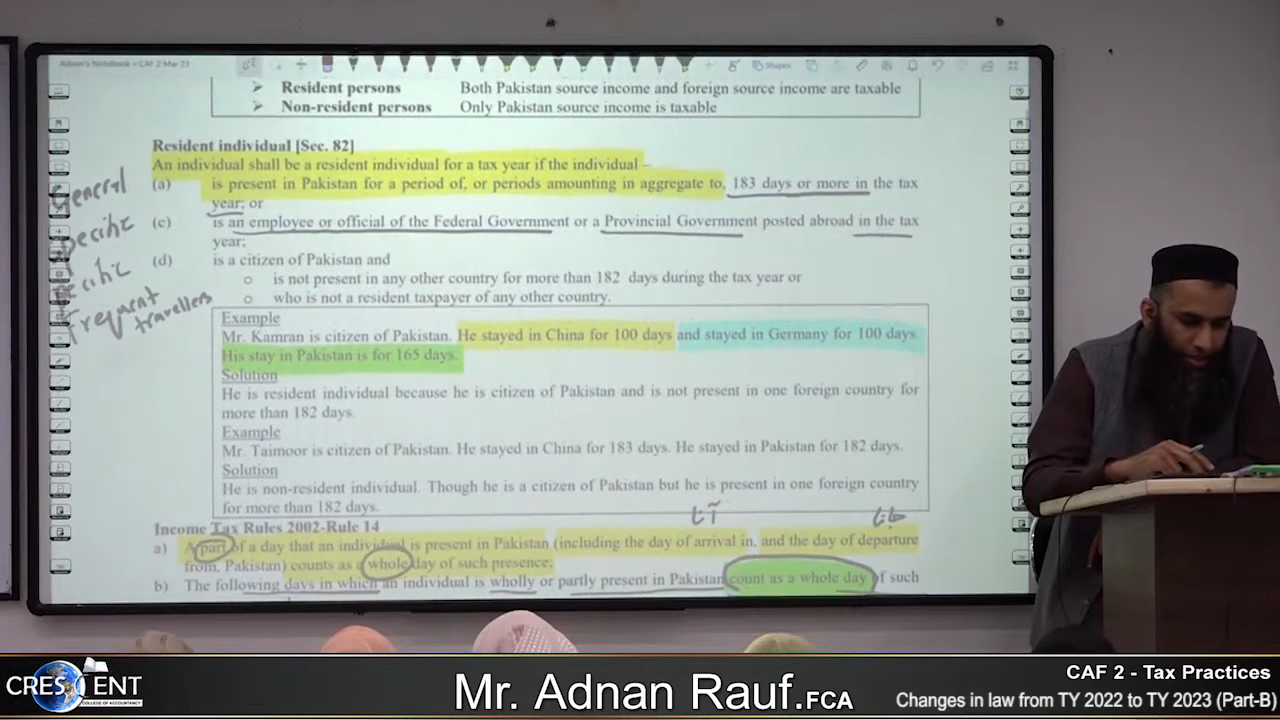 Adnan's Notebook – CAF 2 Mar 23
Shapes
➢ Resident persons Both Pakistan source income and foreign source income are taxable
➢ Non-resident persons Only Pakistan source income is taxable
Resident individual [Sec. 82]
An individual shall be a resident individual for a tax year if the individual –
General (a) is present in Pakistan for a period of, or periods amounting in aggregate to, 183 days or more in the tax
year; or
(c) is an employee or official of the Federal Government or a Provincial Government posted abroad in the tax
year;
(d) is a citizen of Pakistan and
o is not present in any other country for more than 182 days during the tax year or
Frequent travellers o who is not a resident taxpayer of any other country.
Example
Mr. Kamran is citizen of Pakistan. He stayed in China for 100 days and stayed in Germany for 100 days.
His stay in Pakistan is for 165 days.
Solution
He is resident individual because he is citizen of Pakistan and is not present in one foreign country for
more than 182 days.
Example
Mr. Taimoor is citizen of Pakistan. He stayed in China for 183 days. He stayed in Pakistan for 182 days.
Solution
He is non-resident individual. Though he is a citizen of Pakistan but he is present in one foreign country
for more than 182 days.
آنا جانا
Income Tax Rules 2002-Rule 14
a) A part of a day that an individual is present in Pakistan (including the day of arrival in, and the day of departure
from, Pakistan) counts as a whole day of such presence;
b) The following days in which an individual is wholly or partly present in Pakistan count as a whole day of such
CRESCENT
COLLEGE OF ACCOUNTANCY
Mr. Adnan Rauf.FCA
CAF 2 - Tax Practices
Changes in law from TY 2022 to TY 2023 (Part-B)